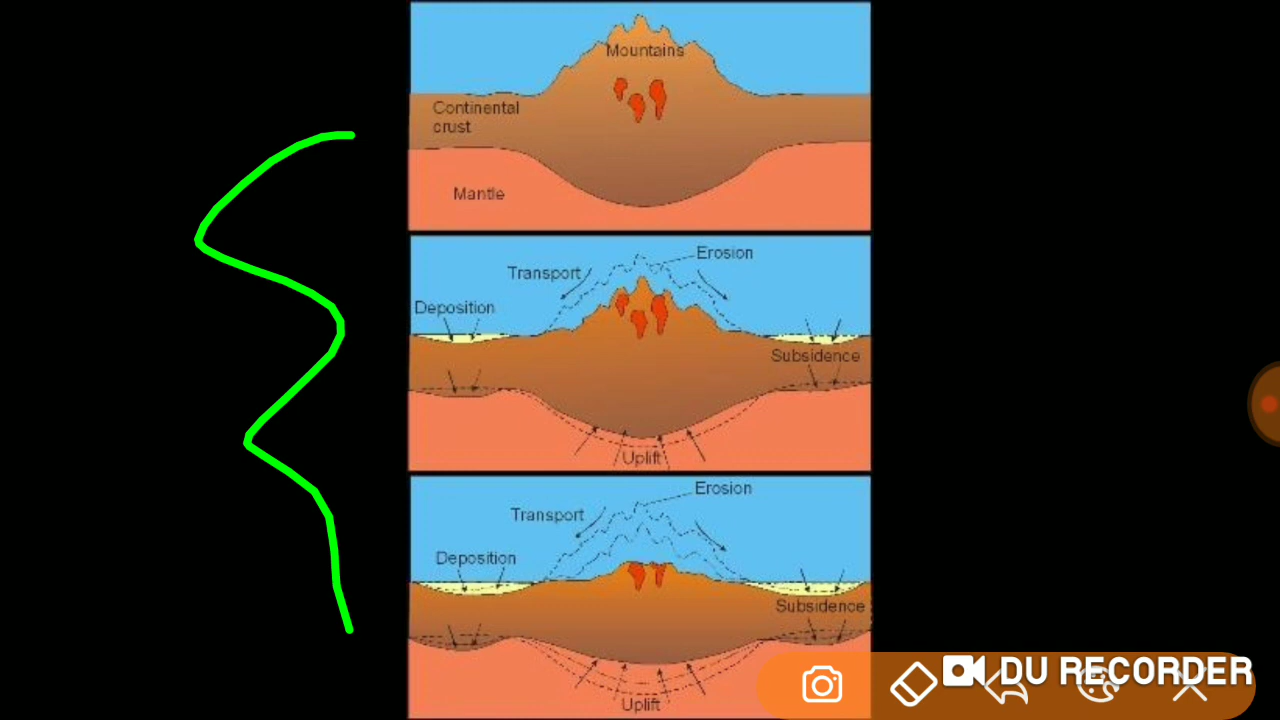 Mountains
Continental
crust
Mantle
Erosion
Transport
Deposition
Subsidence
Uplift
Erosion
Transport
Deposition
Subsidence
Uplift
DU RECORDER